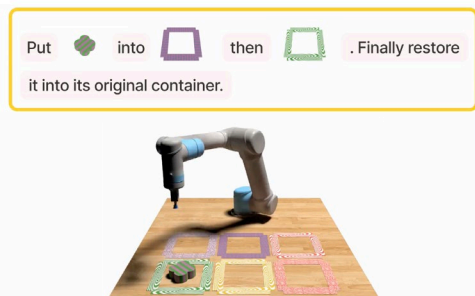 Put into then . Finally restore
it into its original container.